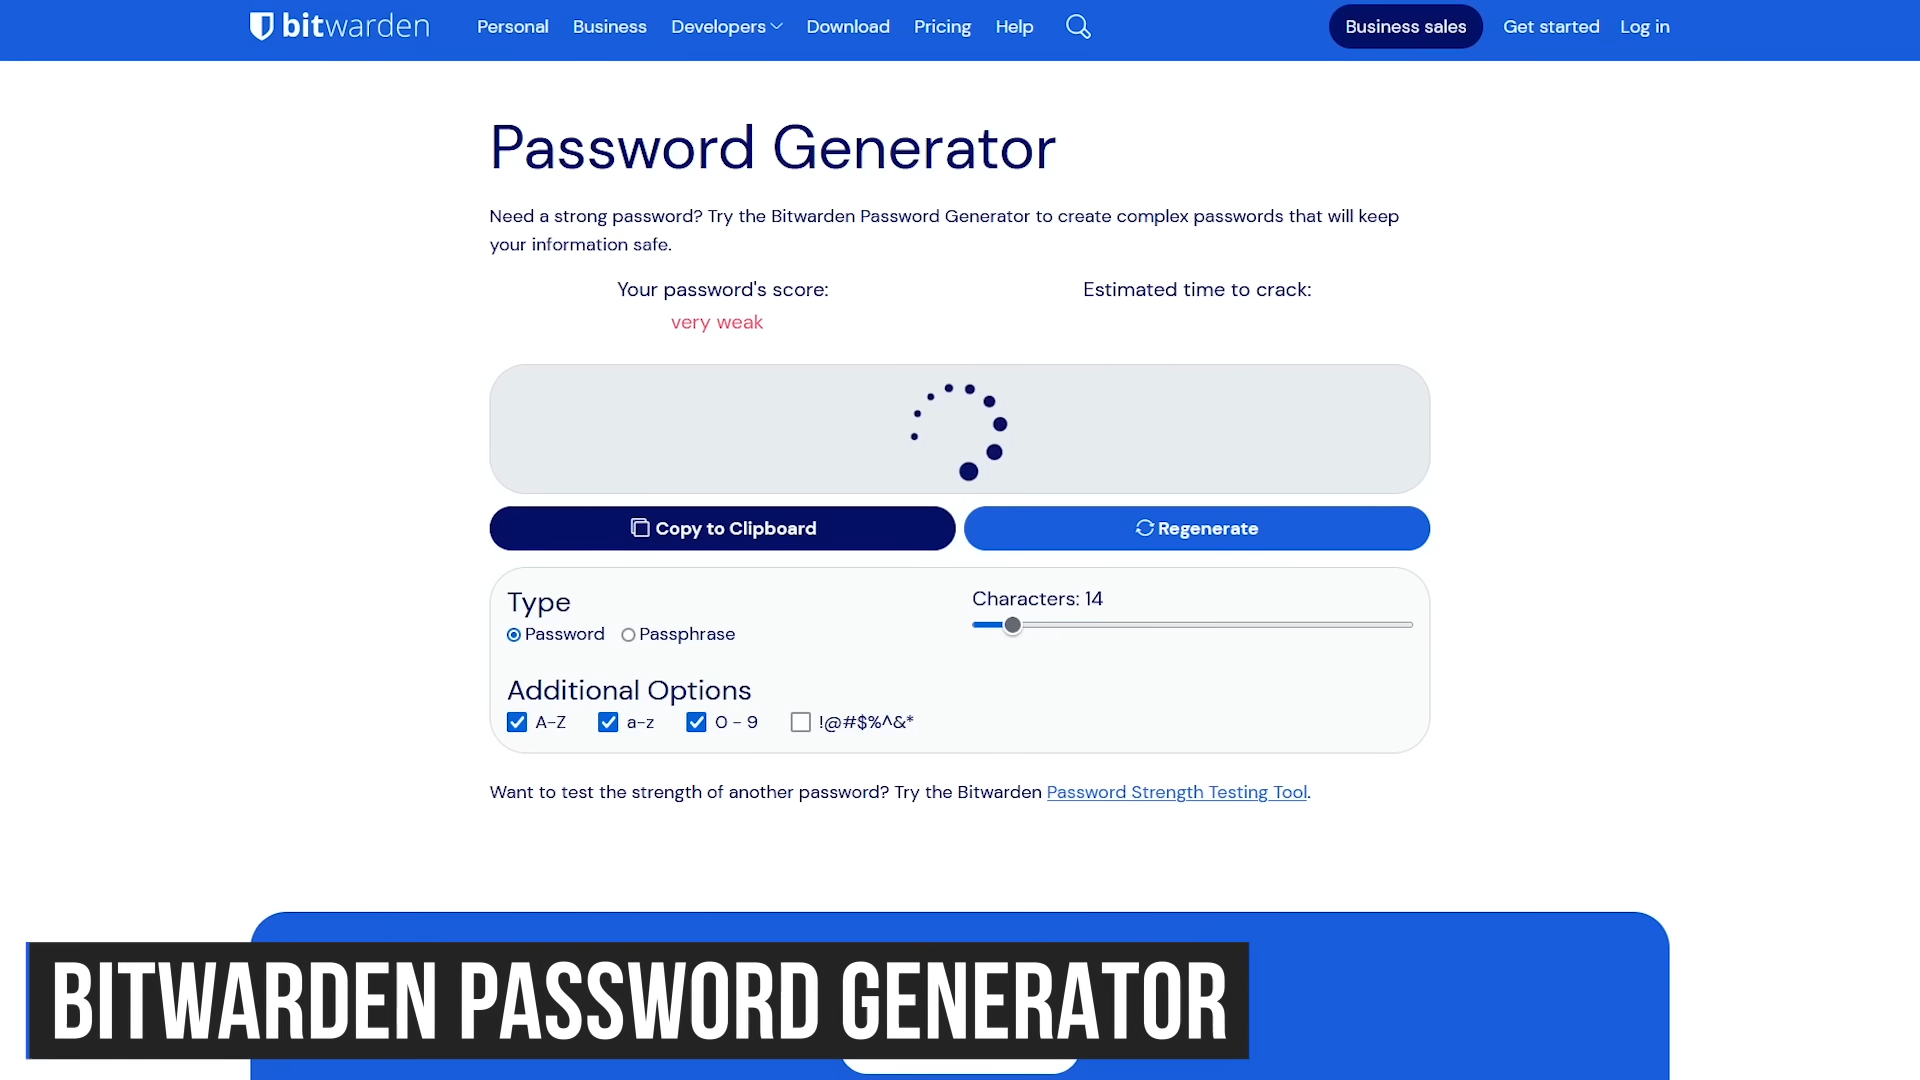 bitwarden
Personal Business Developers Download Pricing Help
Business sales Get started Log in
Password Generator
Need a strong password? Try the Bitwarden Password Generator to create complex passwords that will keep
your information safe.
Your password's score:
very weak
Estimated time to crack:
Copy to Clipboard
Regenerate
Type
Password Passphrase
Characters: 14
Additional Options
A-Z a-z 0 - 9 !@#$%^&*
Want to test the strength of another password? Try the Bitwarden Password Strength Testing Tool.
BITWARDEN PASSWORD GENERATOR